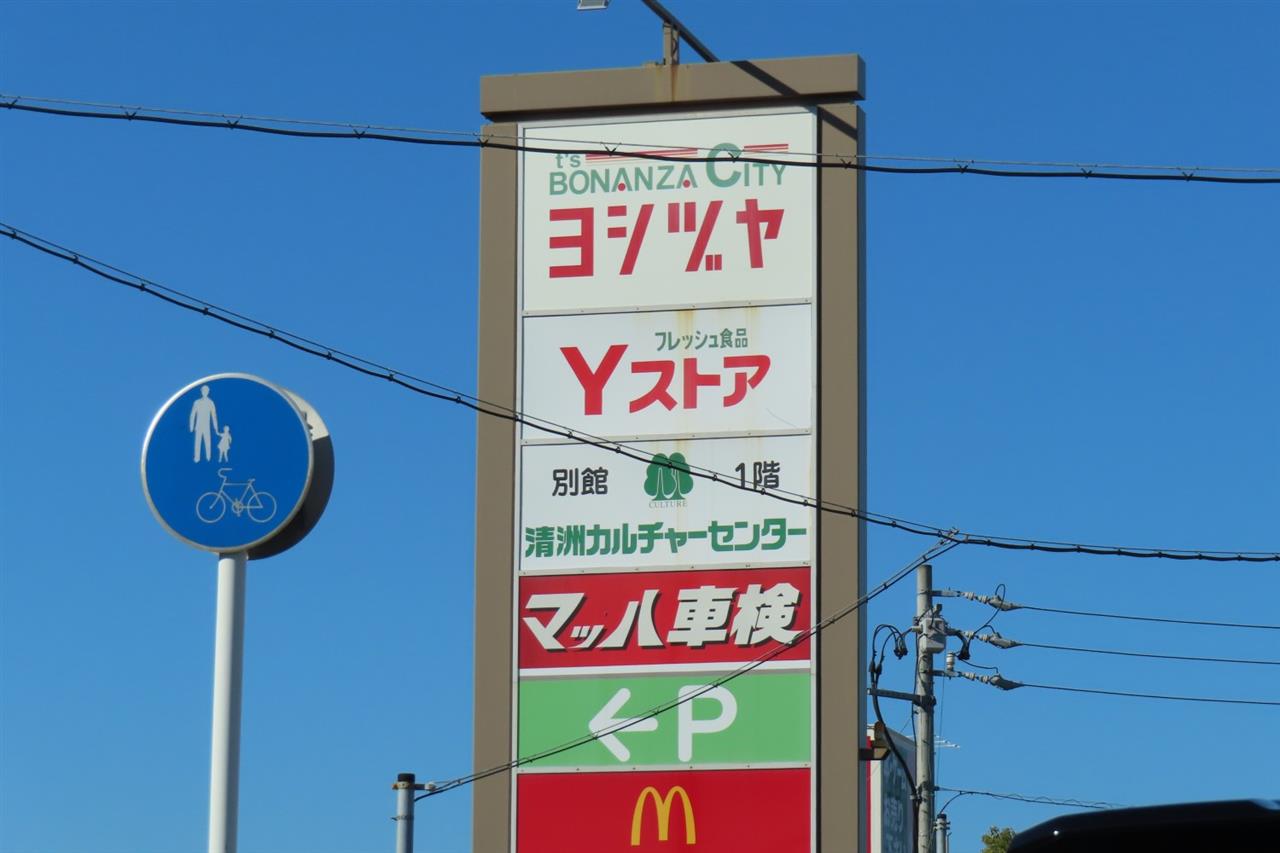 t's
BONANZA CITY
ヨシヅヤ
フレッシュ食品
Yストア
別館 1階
CULTURE
清洲カルチャーセンター
マッハ車検
←P